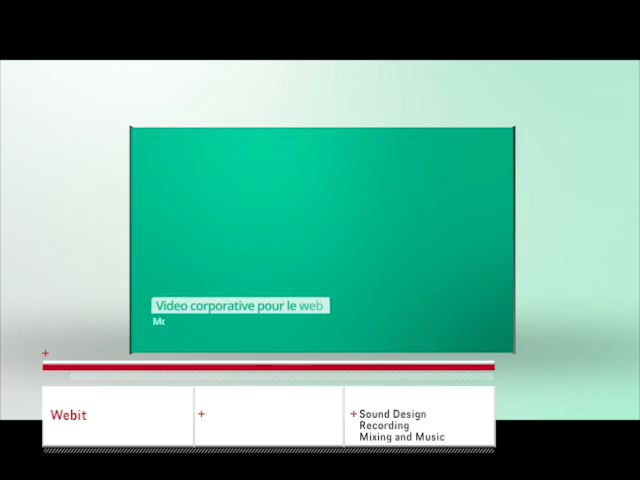 Video corporative pour le web
Webit
+
+ Sound Design
Recording
Mixing and Music